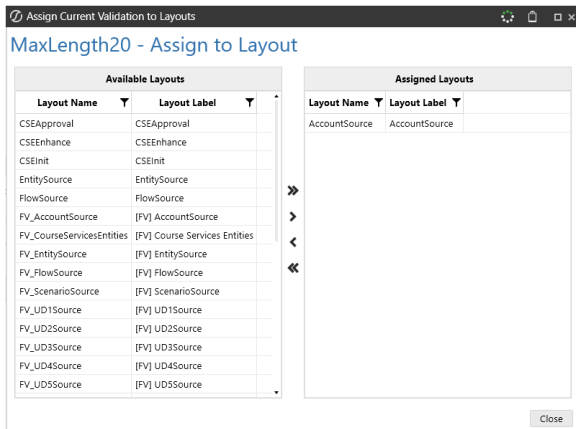 Assign Current Validation to Layouts
MaxLength20 - Assign to Layout
Available Layouts
Layout Name Layout Label
CSEApproval CSEApproval
CSEEnhance CSEEnhance
CSEInit CSEInit
EntitySource EntitySource
FlowSource FlowSource
FV_AccountSource [FV] AccountSource
FV_CourseServicesEntities [FV] Course Services Entities
FV_EntitySource [FV] EntitySource
FV_FlowSource [FV] FlowSource
FV_ScenarioSource [FV] ScenarioSource
FV_UD1Source [FV] UD1Source
FV_UD2Source [FV] UD2Source
FV_UD3Source [FV] UD3Source
FV_UD4Source [FV] UD4Source
FV_UD5Source [FV] UD5Source
Assigned Layouts
Layout Name Layout Label
AccountSource AccountSource
Close